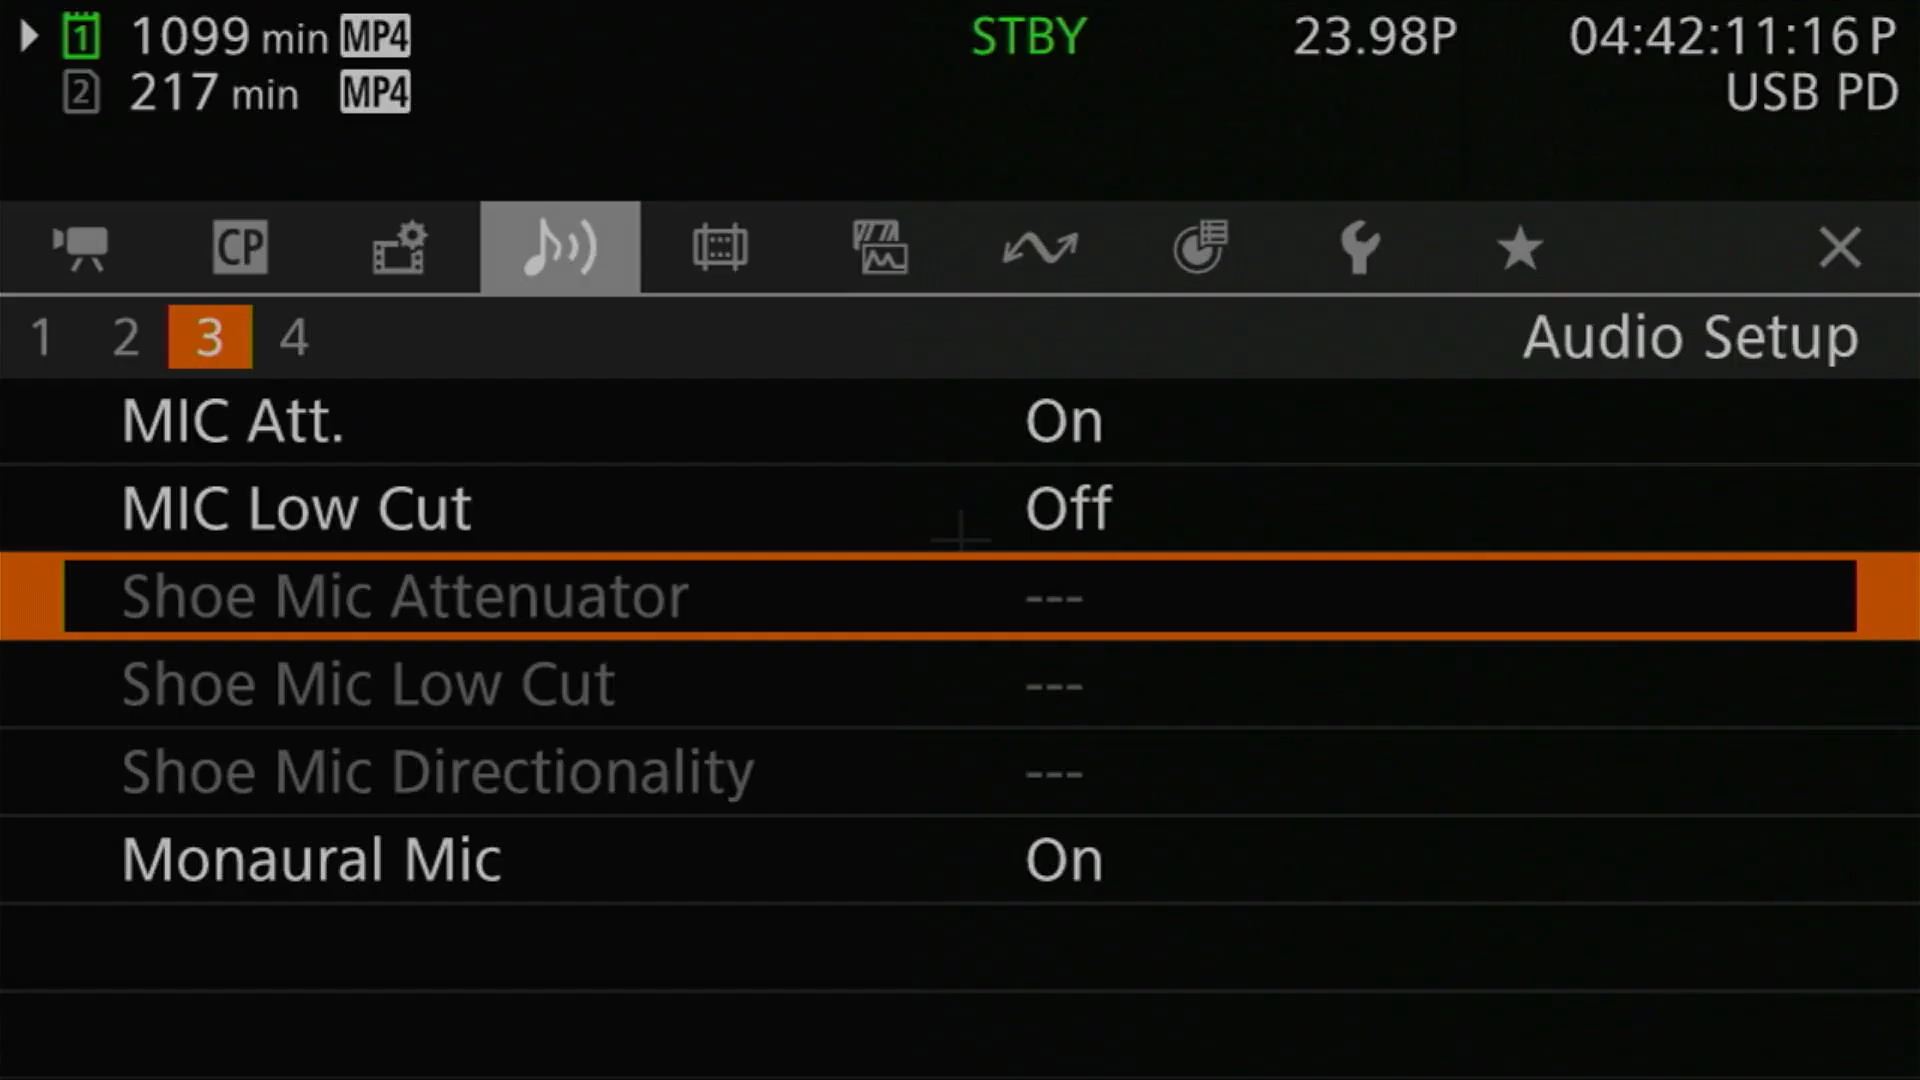 1 1099 min MP4 STBY 23.98P 04:42:11:16 P
2 217 min MP4 USB PD
CP
1 2 3 4 Audio Setup
MIC Att. On
MIC Low Cut Off
Shoe Mic Attenuator ---
Shoe Mic Low Cut ---
Shoe Mic Directionality ---
Monaural Mic On